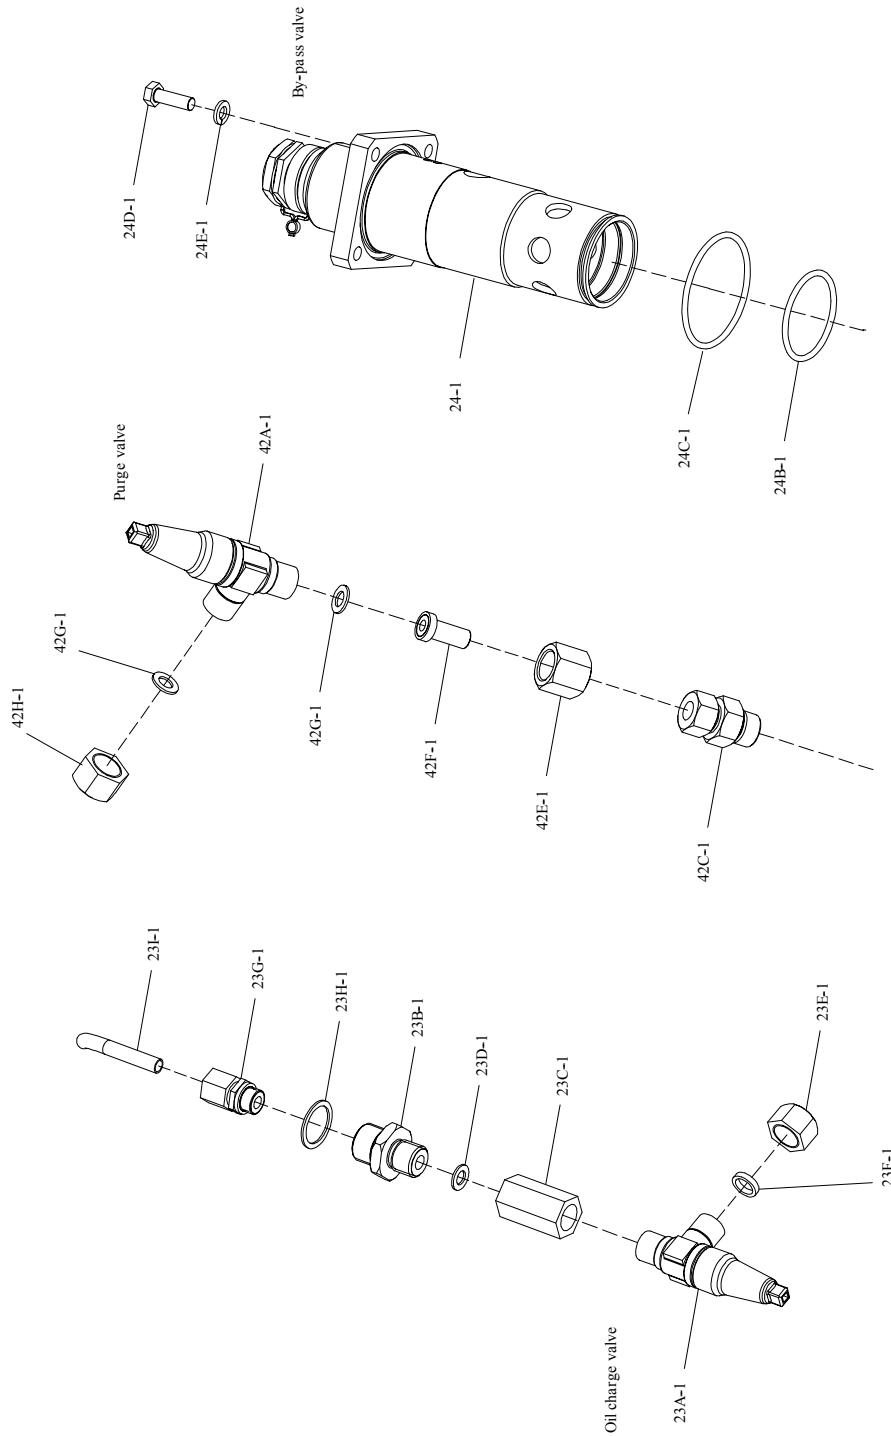 Oil charge valve
23A-1
23C-1
23D-1
23B-1
23H-1
23G-1
23I-1
23E-1
23F-1
Purge valve
42H-1
42G-1
42A-1
42G-1
42F-1
42E-1
42C-1
By-pass valve
24D-1
24E-1
24-1
24C-1
24B-1